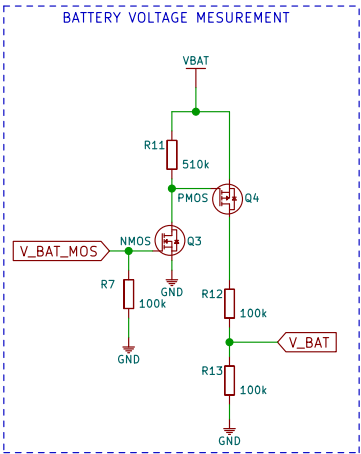 BATTERY VOLTAGE MESUREMENT
VBAT
R11
510k
PMOS
Q4
NMOS
Q3
V_BAT_MOS
R7
100k
GND
GND
R12
100k
V_BAT
R13
100k
GND